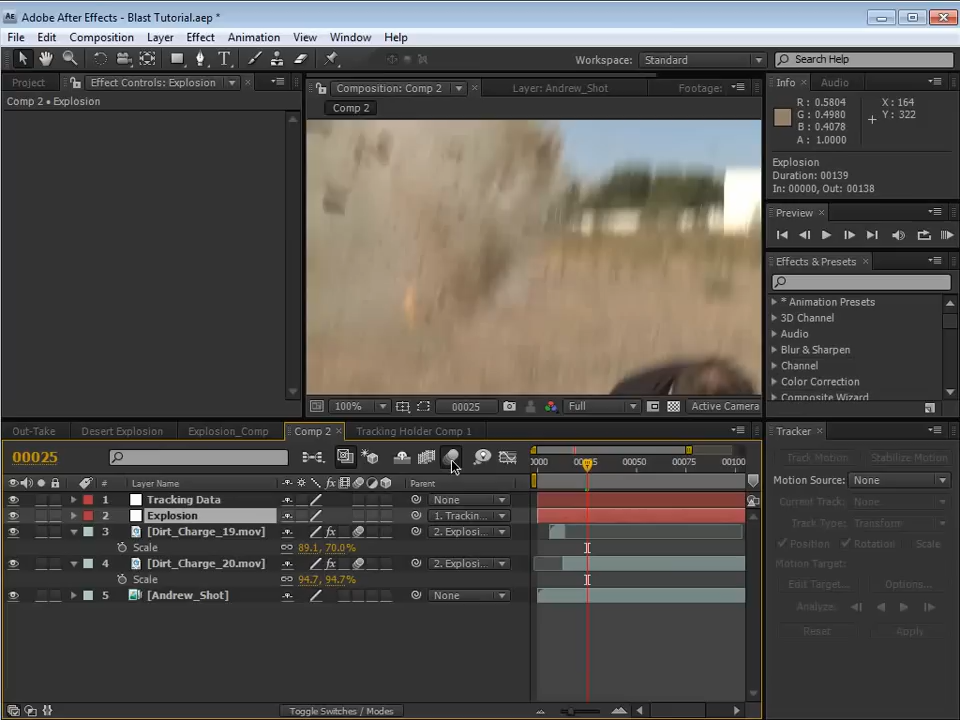 Adobe After Effects - Blast Tutorial.aep *
File Edit Composition Layer Effect Animation View Window Help
Workspace: Standard Search Help
Project Effect Controls: Explosion
Comp 2 • Explosion
Composition: Comp 2 Layer: Andrew_Shot Footage:
Comp 2
Info Audio
R : 0.5804 X : 164
G : 0.4980 Y : 322
B : 0.4078
A : 1.0000
Explosion
Duration: 00139
In: 00000, Out: 00138
Preview
Effects & Presets
* Animation Presets
3D Channel
Audio
Blur & Sharpen
Channel
Color Correction
Composite Wizard
100% 00025 Full Active Camera
Out-Take Desert Explosion Explosion_Comp Comp 2 Tracking Holder Comp 1
00025
# Layer Name Parent
00025 00050 00075 00100
1 Tracking Data None
2 Explosion 1. Trackin...
3 [Dirt_Charge_19.mov] fx 2. Explosi...
Scale 89.1, 70.0%
4 [Dirt_Charge_20.mov] fx 2. Explosi...
Scale 94.7, 94.7%
5 [Andrew_Shot] None
Toggle Switches / Modes
Tracker
Track Motion Stabilize Motion
Motion Source: None
Current Track: None
Track Type: Transform
Position Rotation Scale
Motion Target:
Edit Target... Options...
Analyze:
Reset Apply